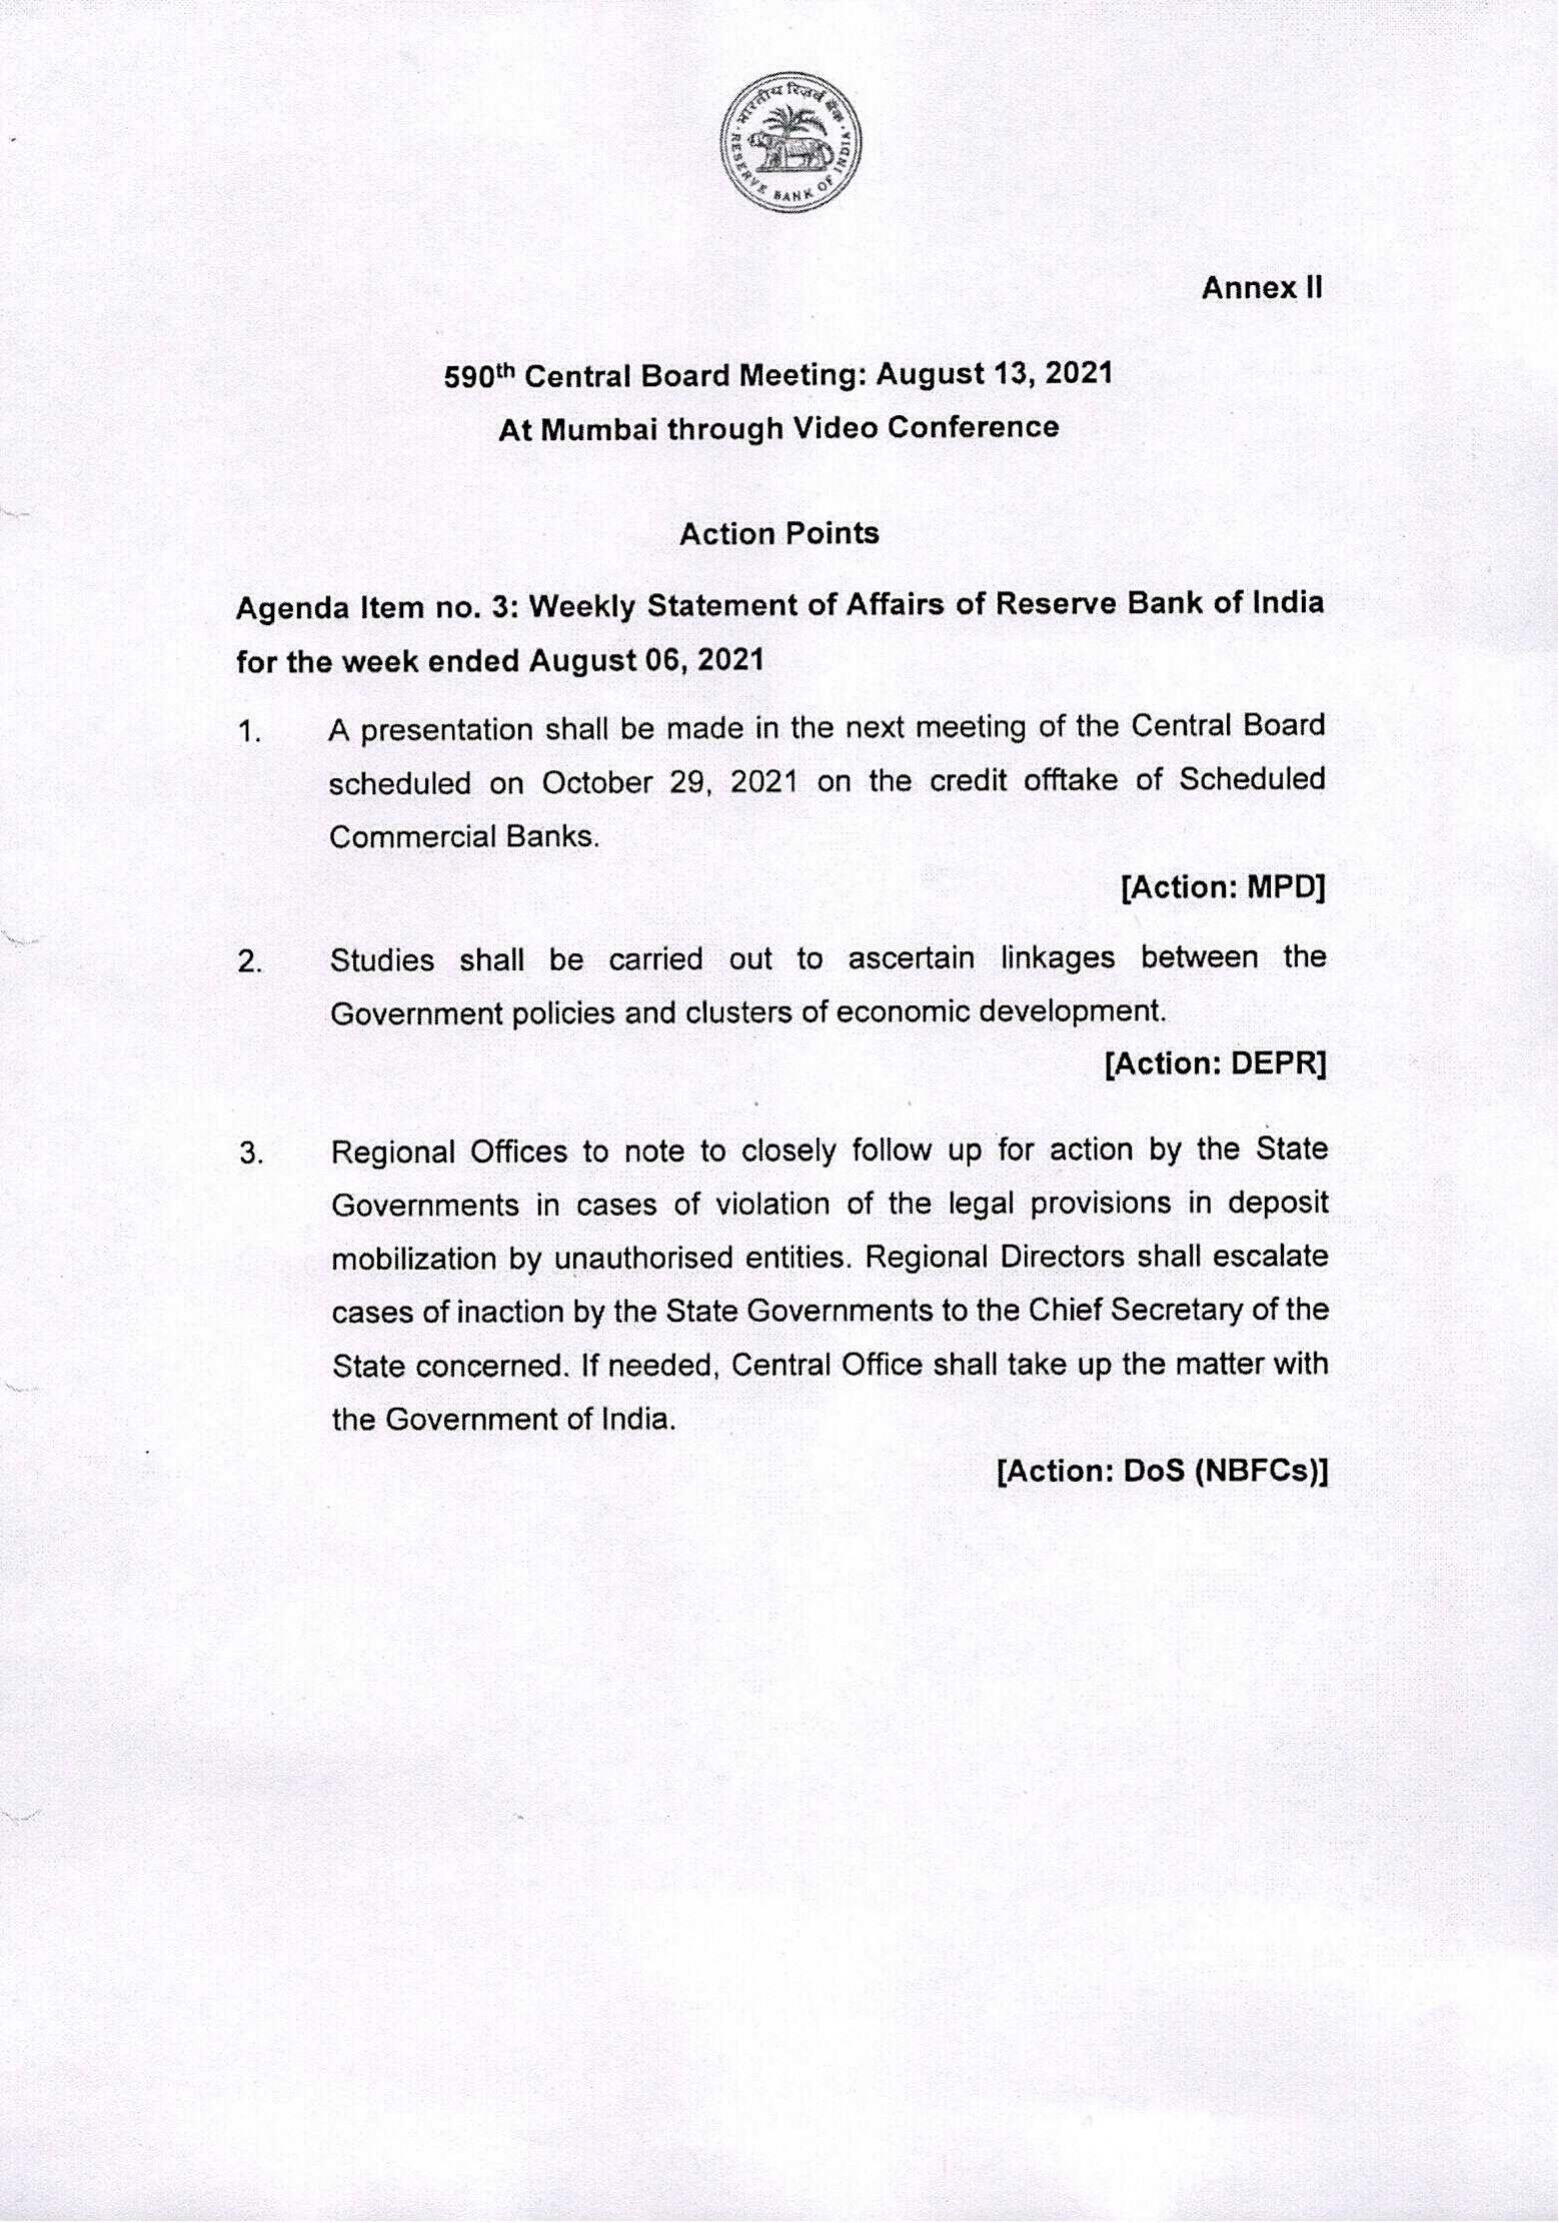 भारतीय रिज़र्व बैंक
RESERVE BANK OF INDIA
Annex II
590th Central Board Meeting: August 13, 2021
At Mumbai through Video Conference
Action Points
Agenda Item no. 3: Weekly Statement of Affairs of Reserve Bank of India
for the week ended August 06, 2021
1. A presentation shall be made in the next meeting of the Central Board
scheduled on October 29, 2021 on the credit offtake of Scheduled
Commercial Banks.
[Action: MPD]
2. Studies shall be carried out to ascertain linkages between the
Government policies and clusters of economic development.
[Action: DEPR]
3. Regional Offices to note to closely follow up for action by the State
Governments in cases of violation of the legal provisions in deposit
mobilization by unauthorised entities. Regional Directors shall escalate
cases of inaction by the State Governments to the Chief Secretary of the
State concerned. If needed, Central Office shall take up the matter with
the Government of India.
[Action: DoS (NBFCs)]